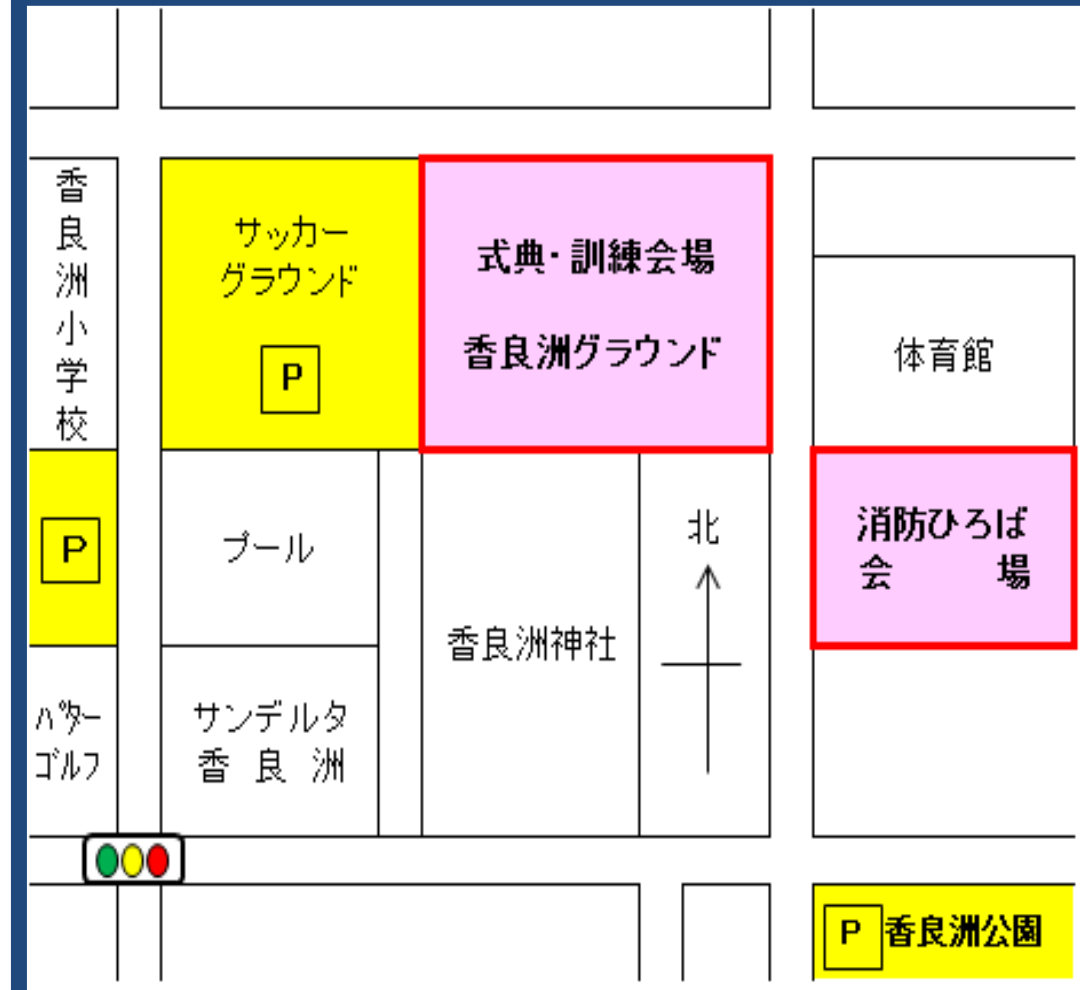 香良洲小学校
サッカー
グラウンド
P
式典・訓練会場
香良洲グラウンド
体育館
P
プール
香良洲神社
北
消防ひろば
会場
パター
ゴルフ
サンデルタ
香良洲
P
香良洲公園